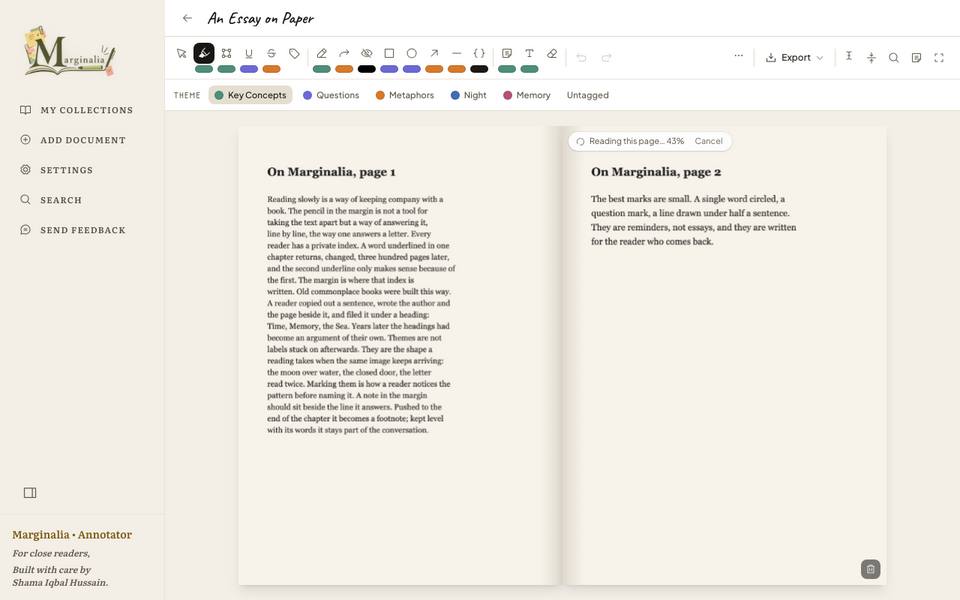 An Essay on Paper
Marginalia
MY COLLECTIONS
ADD DOCUMENT
SETTINGS
SEARCH
SEND FEEDBACK
Export
THEME
Key Concepts
Questions
Metaphors
Night
Memory
Untagged
On Marginalia, page 1
Reading slowly is a way of keeping company with a
book. The pencil in the margin is not a tool for
taking the text apart but a way of answering it,
line by line, the way one answers a letter. Every
reader has a private index. A word underlined in one
chapter returns, changed, three hundred pages later,
and the second underline only makes sense because of
the first. The margin is where that index is
written. Old commonplace books were built this way.
A reader copied out a sentence, wrote the author and
the page beside it, and filed it under a heading:
Time, Memory, the Sea. Years later the headings had
become an argument of their own. Themes are not
labels stuck on afterwards. They are the shape a
reading takes when the same image keeps arriving:
the moon over water, the closed door, the letter
read twice. Marking them is how a reader notices the
pattern before naming it. A note in the margin
should sit beside the line it answers. Pushed to the
end of the chapter it becomes a footnote; kept level
with its words it stays part of the conversation.
Reading this page... 43%
Cancel
On Marginalia, page 2
The best marks are small. A single word circled, a
question mark, a line drawn under half a sentence.
They are reminders, not essays, and they are written
for the reader who comes back.
Marginalia • Annotator
For close readers,
Built with care by
Shama Iqbal Hussain.